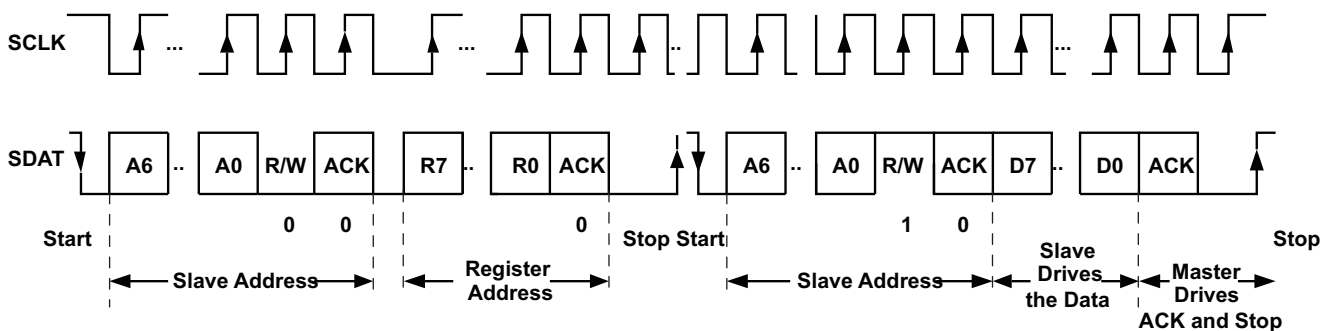 SCLK ... ... .. ...
SDAT A6 .. A0 R/W ACK R7 .. R0 ACK A6 .. A0 R/W ACK D7 .. D0 ACK
0 0 0 1 0
Start Stop Start Stop
Slave Address
Register
Address
Slave Address
Slave
Drives
the Data
Master
Drives
ACK and Stop